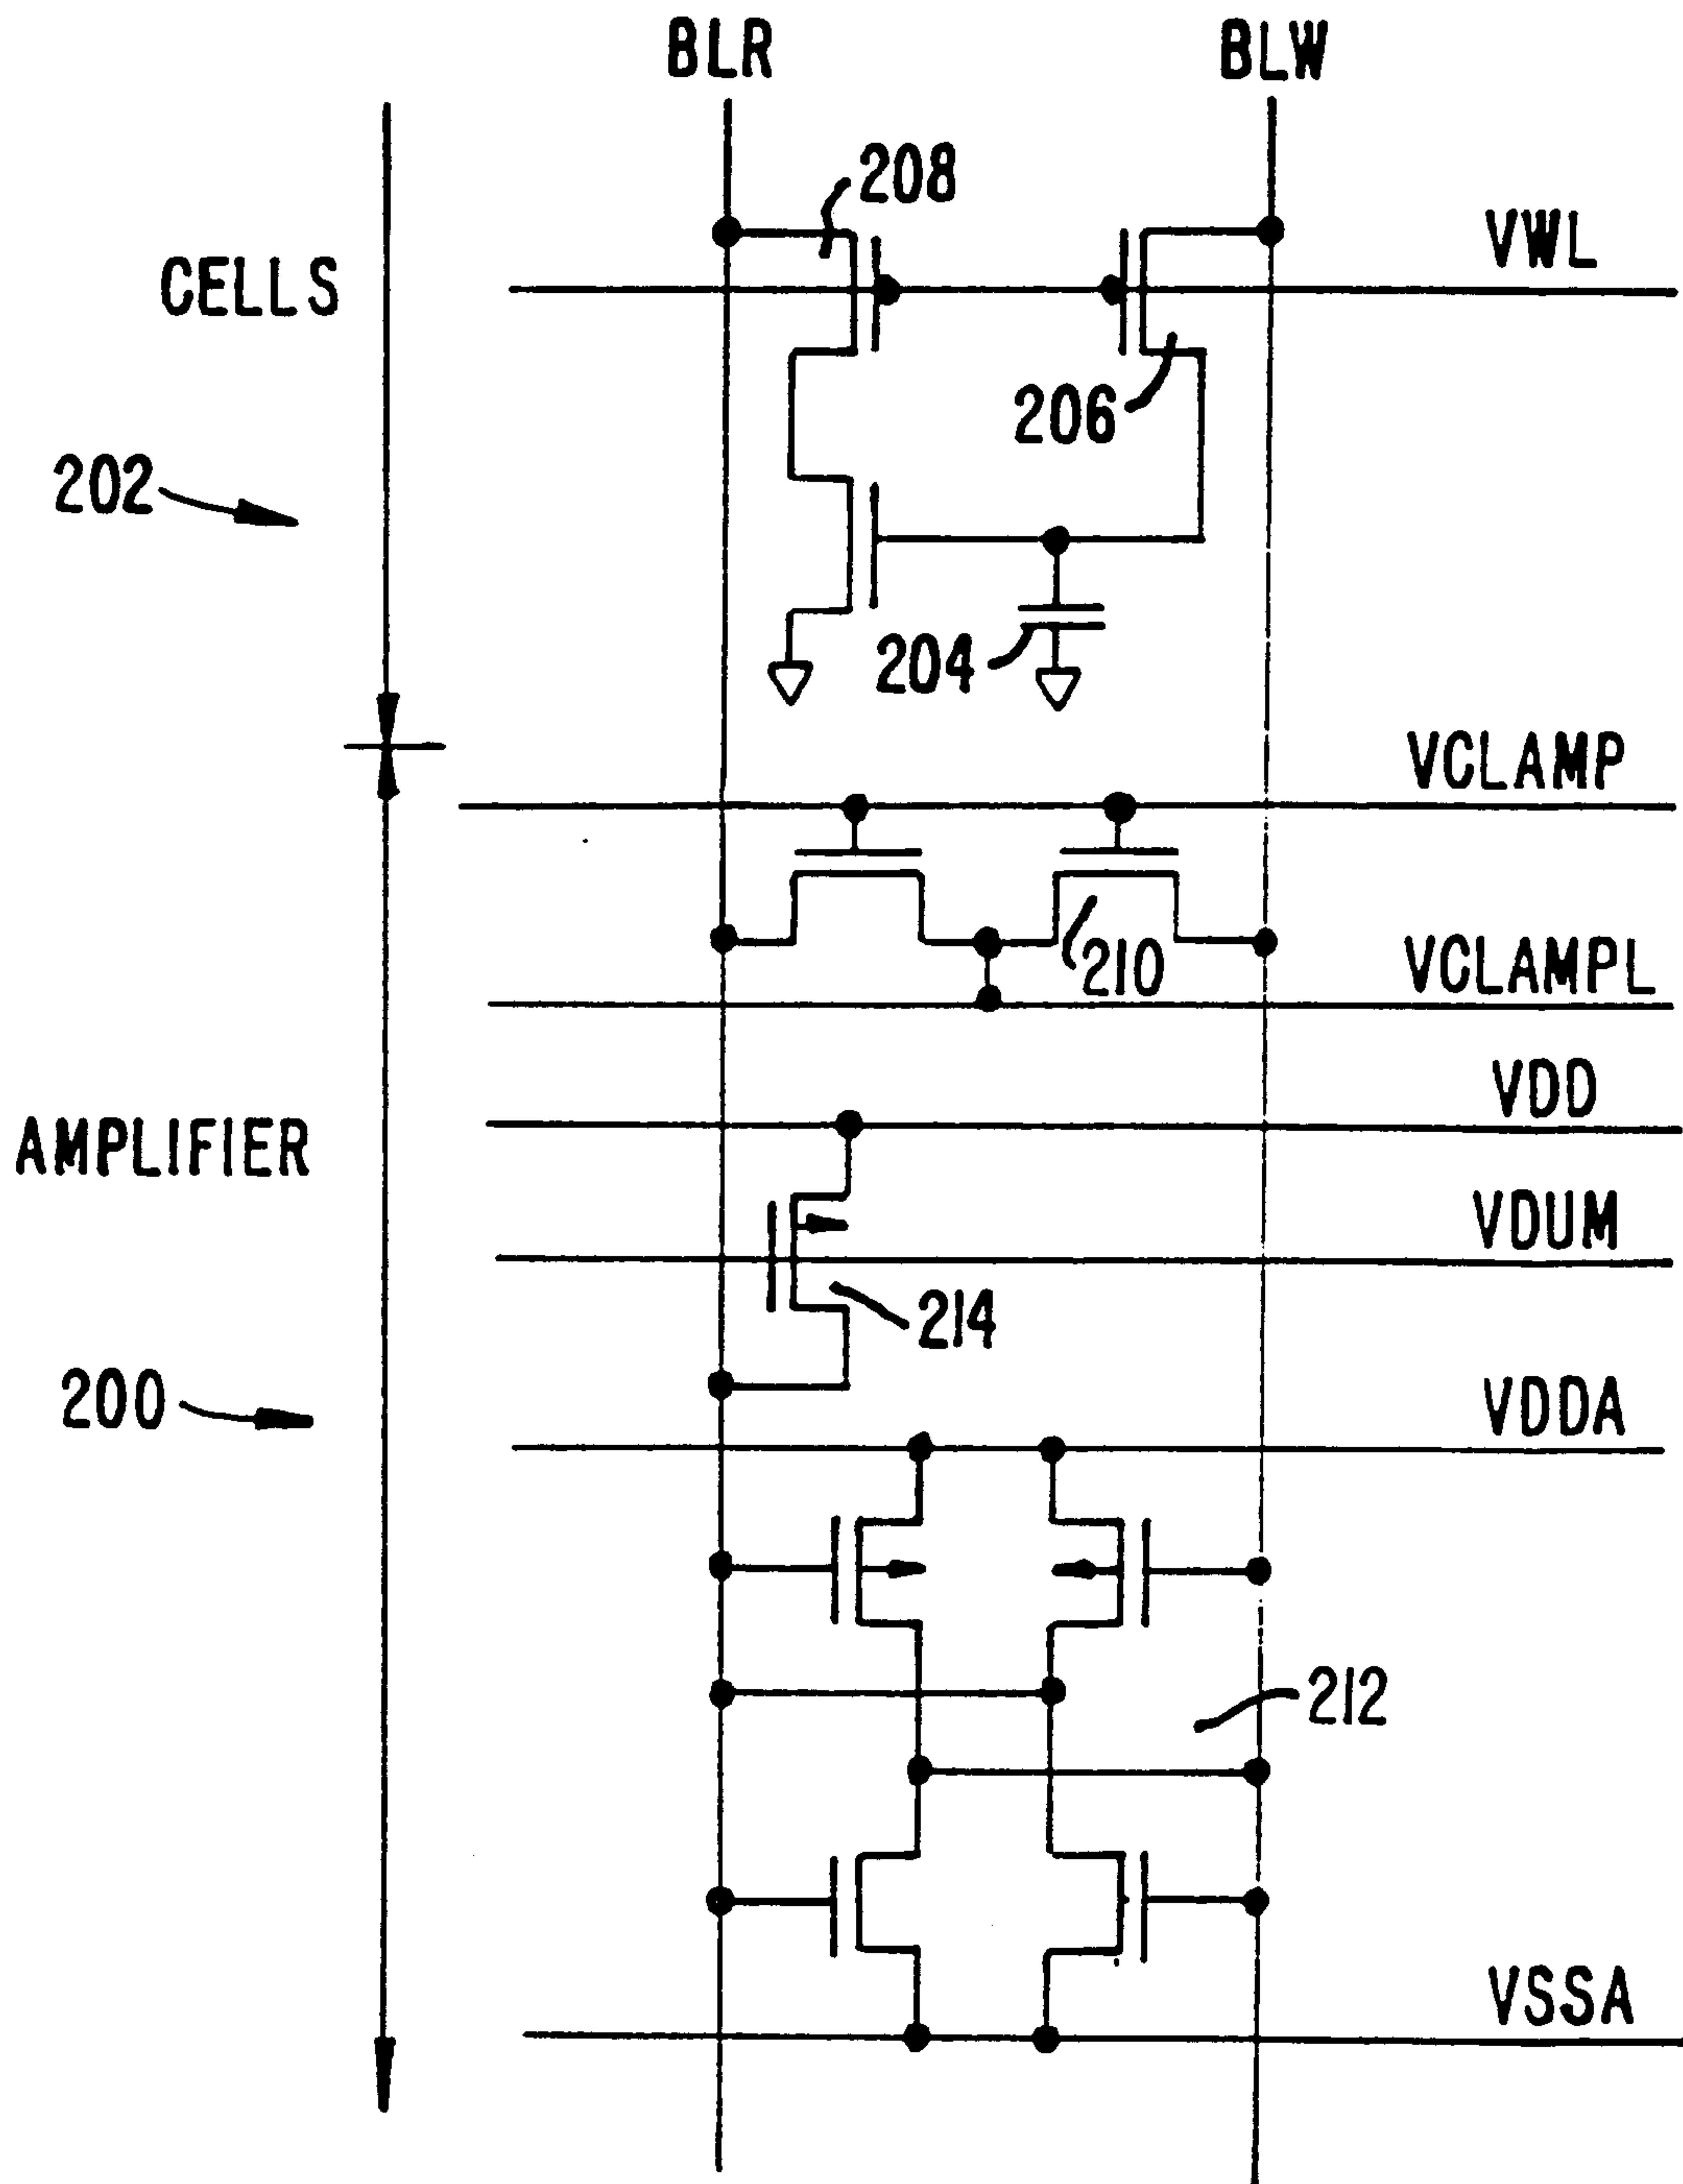 BLR BLW
208
VWL
CELLS
206
202
204
VCLAMP
210
VCLAMPL
VDD
AMPLIFIER
VDUM
214
200
VDDA
212
VSSA